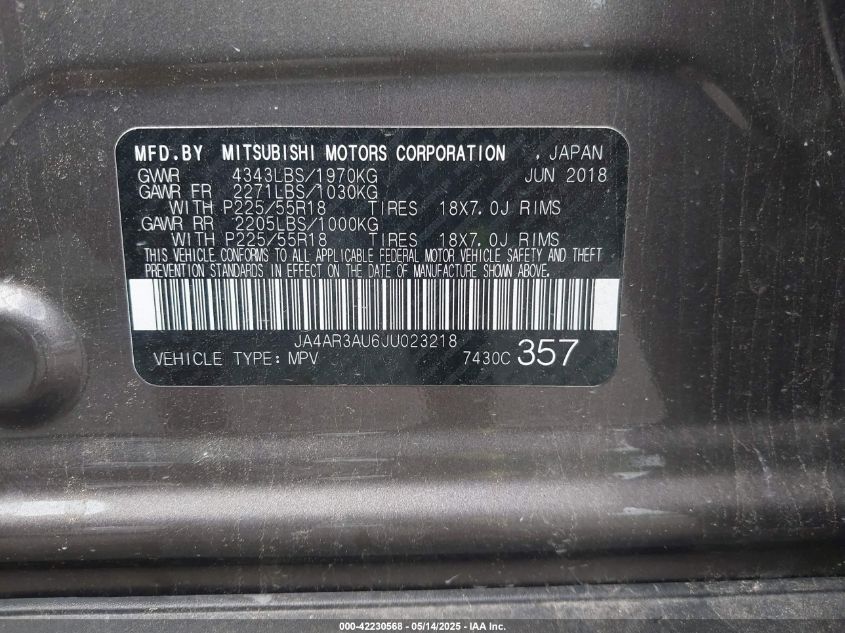 MFD.BY MITSUBISHI MOTORS CORPORATION , JAPAN
GVWR 4343LBS/1970KG JUN 2018
GAWR FR 2271LBS/1030KG
WITH P225/55R18 TIRES 18X7.0J RIMS
GAWR RR 2205LBS/1000KG
WITH P225/55R18 TIRES 18X7.0J RIMS
THIS VEHICLE CONFORMS TO ALL APPLICABLE FEDERAL MOTOR VEHICLE SAFETY AND THEFT
PREVENTION STANDARDS IN EFFECT ON THE DATE OF MANUFACTURE SHOWN ABOVE.
JA4AR3AU6JU023218
VEHICLE TYPE: MPV 7430C 357
000-42230568 - 05/14/2025 - IAA Inc.